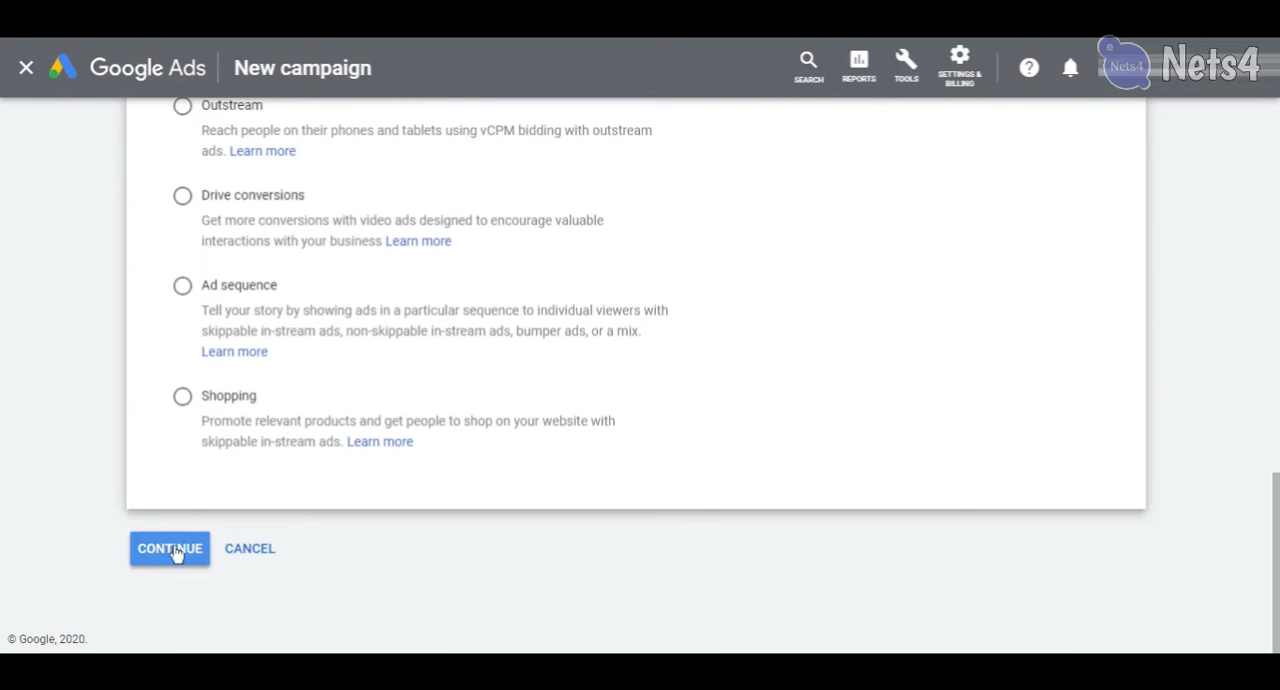 Google Ads New campaign
SEARCH
REPORTS
TOOLS
SETTINGS &
BILLING
?
Nets4
Nets4
Outstream
Reach people on their phones and tablets using vCPM bidding with outstream
ads. Learn more
Drive conversions
Get more conversions with video ads designed to encourage valuable
interactions with your business Learn more
Ad sequence
Tell your story by showing ads in a particular sequence to individual viewers with
skippable in-stream ads, non-skippable in-stream ads, bumper ads, or a mix.
Learn more
Shopping
Promote relevant products and get people to shop on your website with
skippable in-stream ads. Learn more
CONTINUE CANCEL
© Google, 2020.